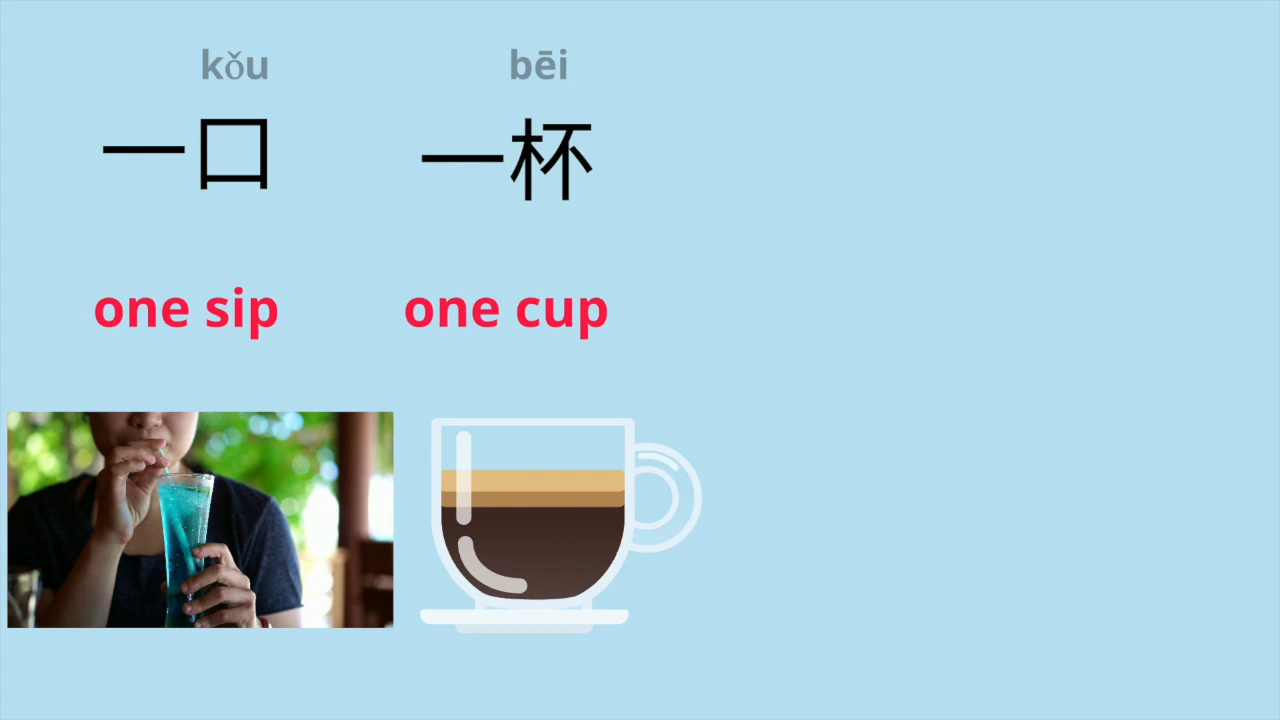 kǒu bēi
一口 一杯
one sip one cup